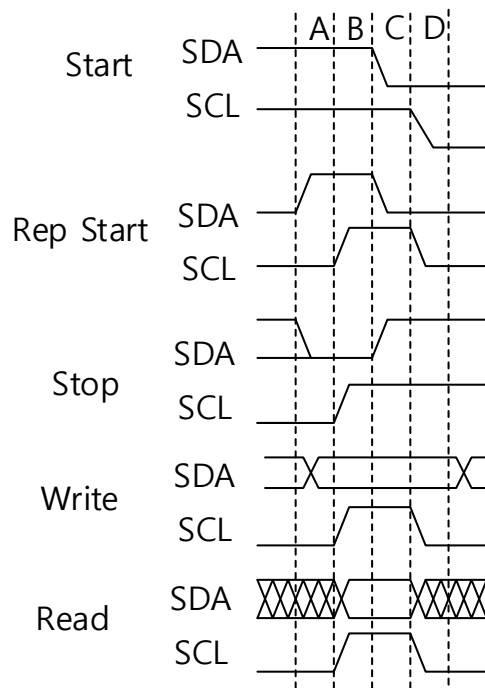 A B C D
Start
SDA
SCL
Rep Start
SDA
SCL
Stop
SDA
SCL
Write
SDA
SCL
Read
SDA
SCL